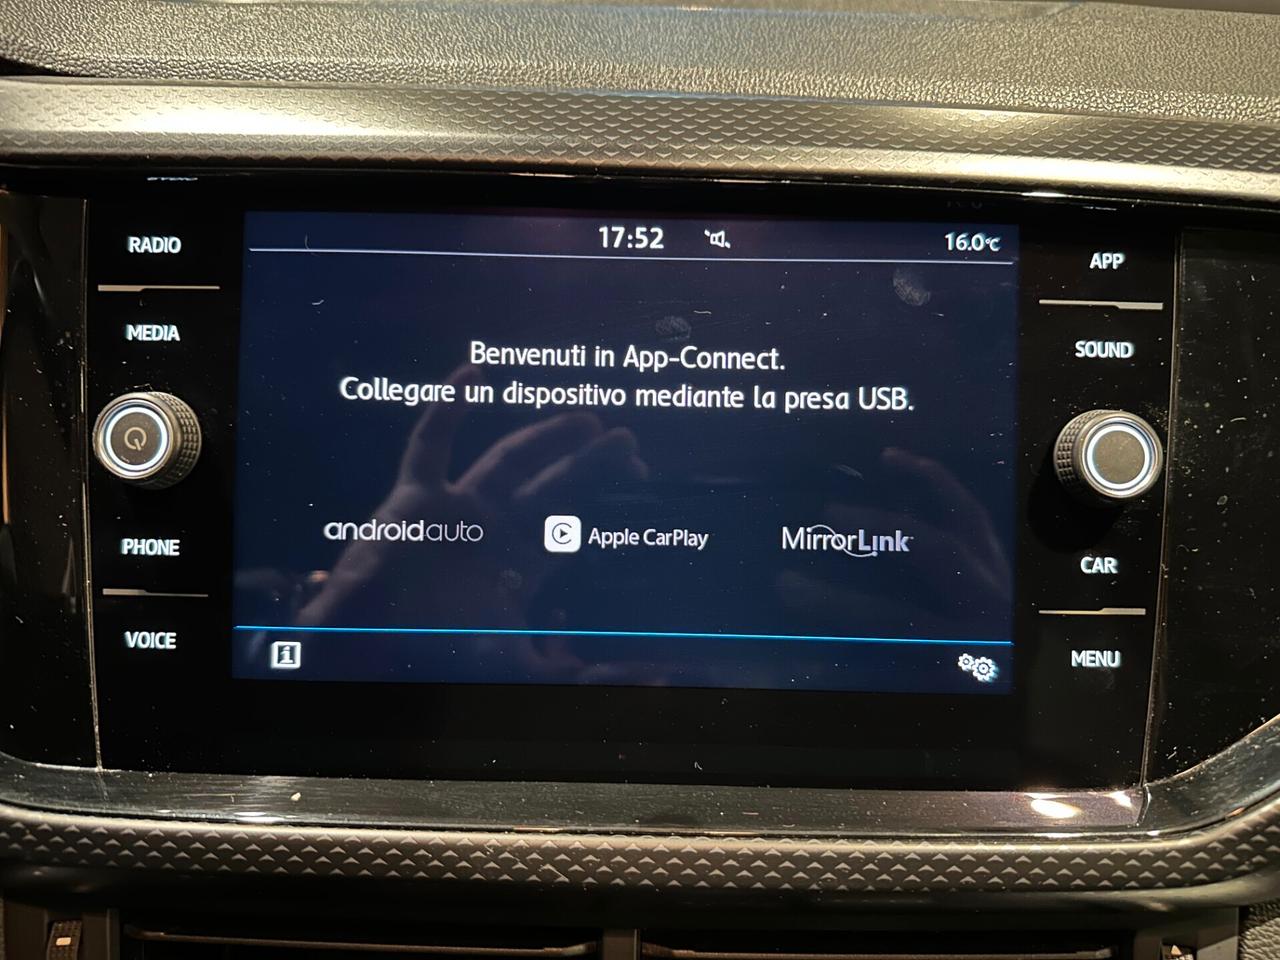 RADIO
MEDIA
PHONE
VOICE
17:52
16.0°C
Benvenuti in App-Connect.
Collegare un dispositivo mediante la presa USB.
androidauto
Apple CarPlay
MirrorLink
APP
SOUND
CAR
MENU